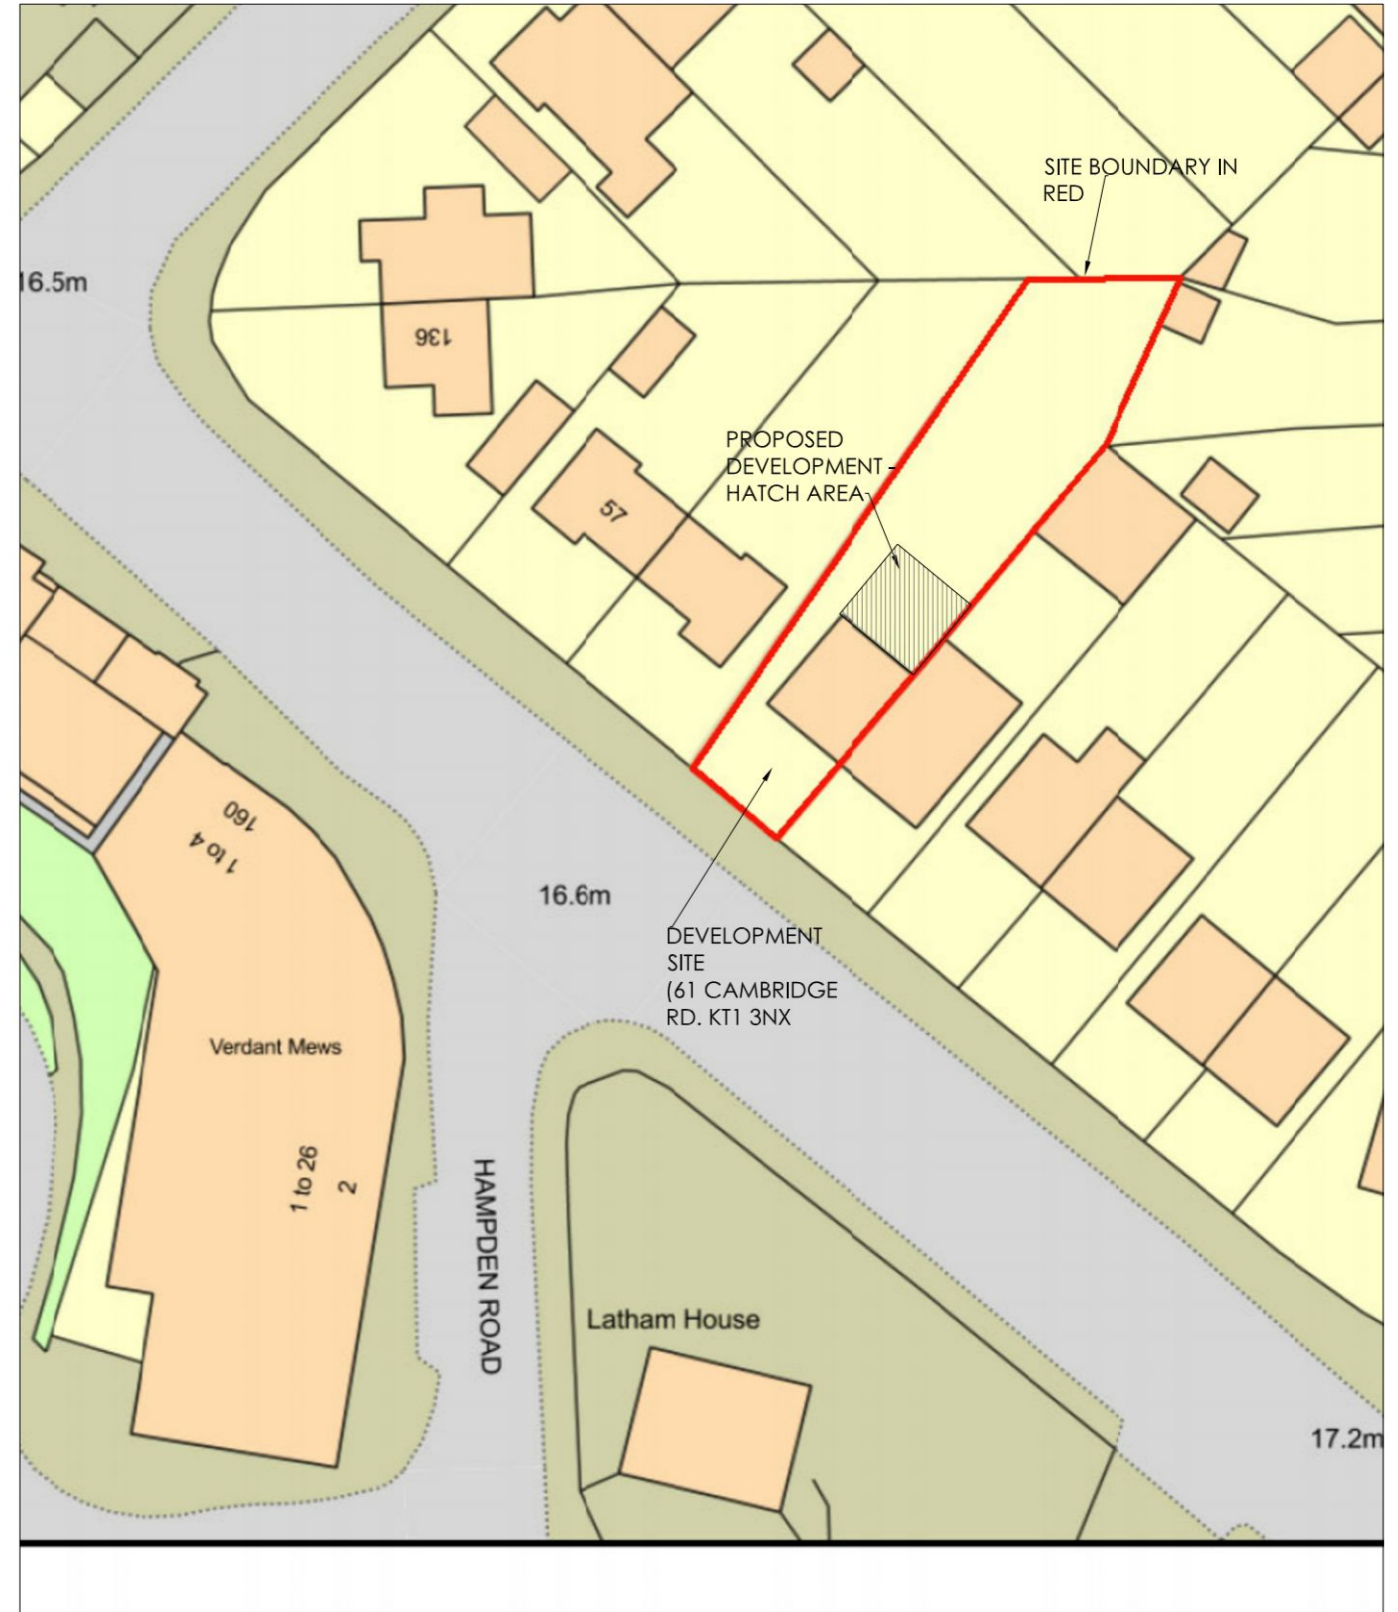 SITE BOUNDARY IN
RED
16.5m
136
PROPOSED
DEVELOPMENT -
HATCH AREA
57
160
1 to 4
16.6m
DEVELOPMENT
SITE
(61 CAMBRIDGE
RD. KT1 3NX
Verdant Mews
1 to 26
2
HAMPDEN ROAD
Latham House
17.2m